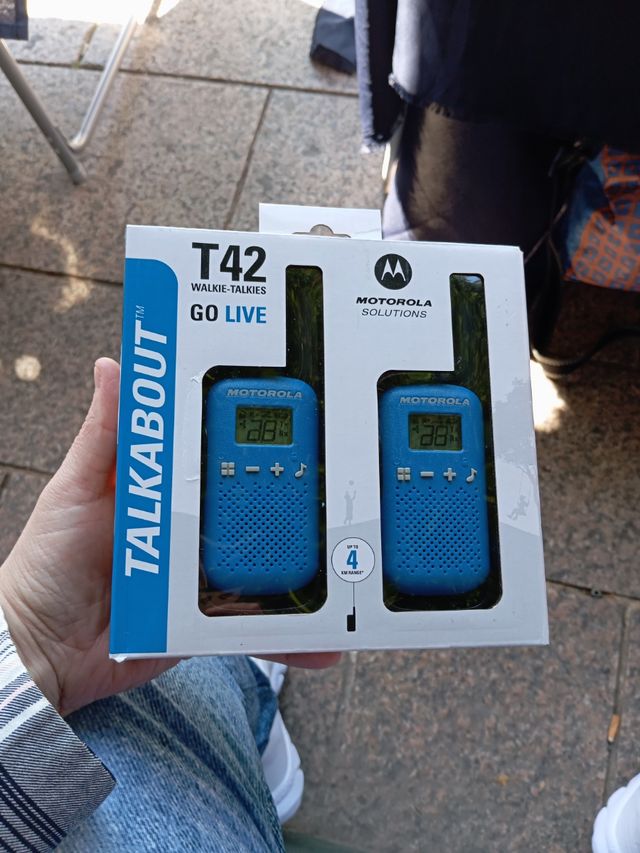 TALKABOUT™
T42
WALKIE-TALKIES
GO LIVE
MOTOROLA
SOLUTIONS
MOTOROLA
MOTOROLA
UP TO
4
KM RANGE*